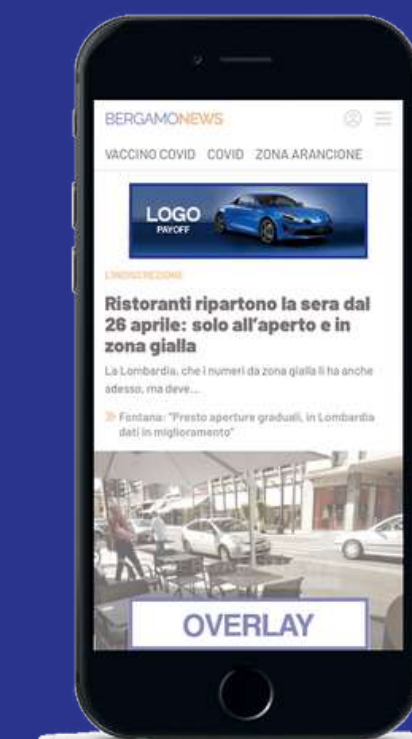 BERGAMONEWS
VACCINO COVID COVID ZONA ARANCIONE
LOGO
PAYOFF
L'INDISCREZIONE
Ristoranti ripartono la sera dal
26 aprile: solo all'aperto e in
zona gialla
La Lombardia, che i numeri da zona gialla li ha anche
adesso, ma deve...
Fontana: "Presto aperture graduali, in Lombardia
dati in miglioramento"
OVERLAY